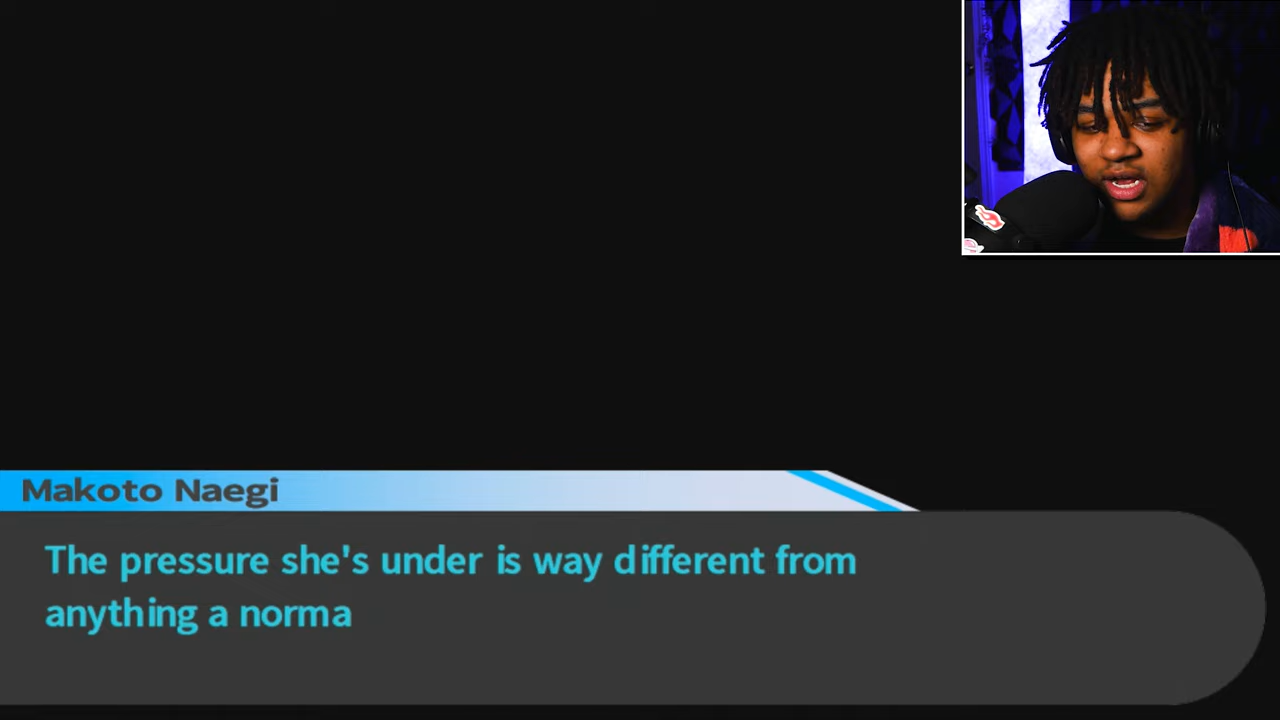 Makoto Naegi
The pressure she's under is way different from
anything a norma